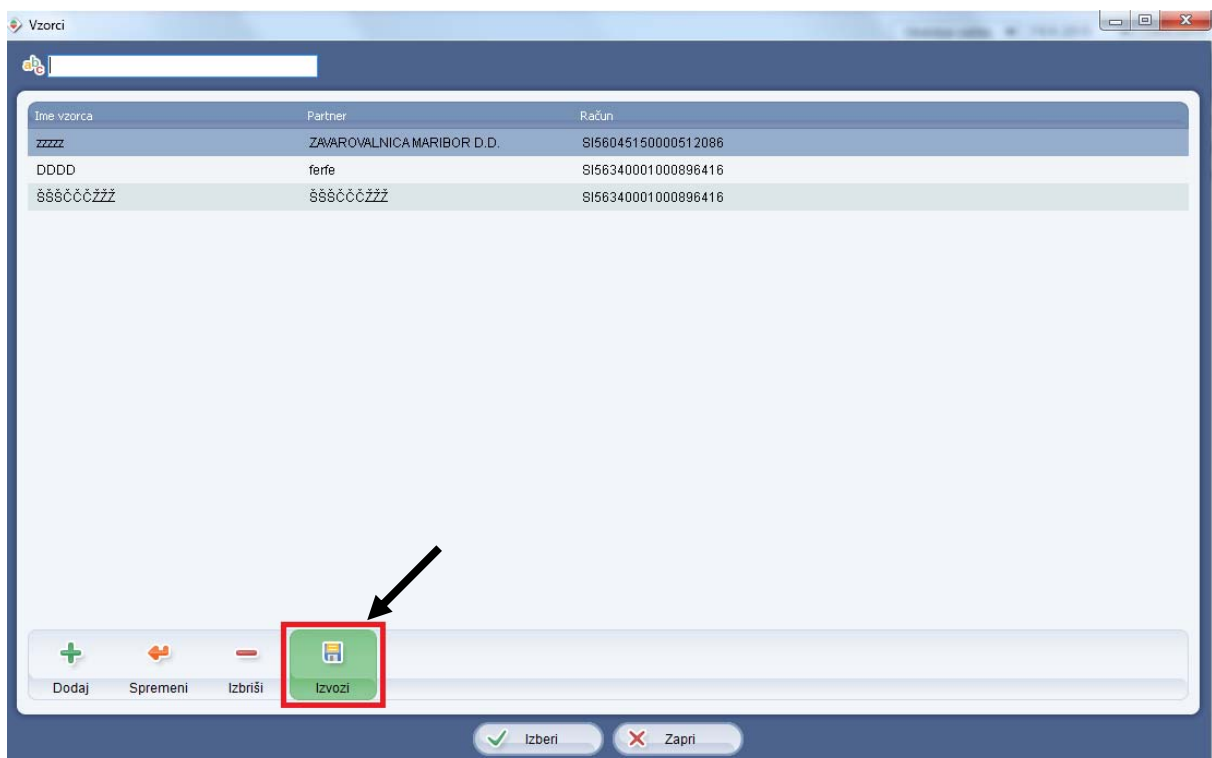 Vzorci
abc
Ime vzorca Partner Račun
zzzzz ZAVAROVALNICA MARIBOR D.D. SI56045150000512086
DDDD ferfe SI56340001000896416
ŠŠŠČČČŽŽŽ ŠŠŠČČČŽŽŽ SI56340001000896416
Dodaj Spremeni Izbriši Izvozi
Izberi Zapri